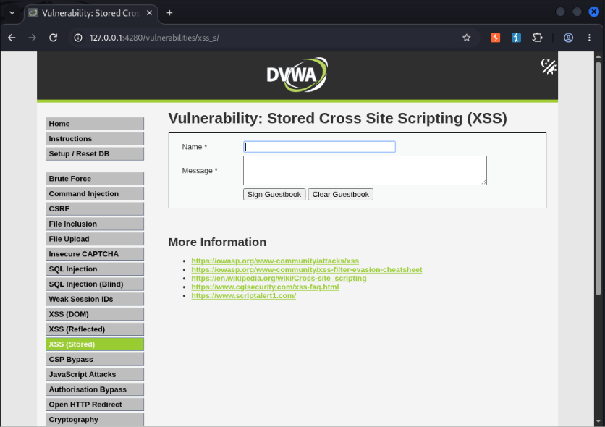 Vulnerability: Stored Cros
127.0.0.1:4280/vulnerabilities/xss_s/
DVWA
Home
Instructions
Setup / Reset DB
Brute Force
Command Injection
CSRF
File Inclusion
File Upload
Insecure CAPTCHA
SQL Injection
SQL Injection (Blind)
Weak Session IDs
XSS (DOM)
XSS (Reflected)
XSS (Stored)
CSP Bypass
JavaScript Attacks
Authorisation Bypass
Open HTTP Redirect
Cryptography
Vulnerability: Stored Cross Site Scripting (XSS)
Name *
Message *
Sign Guestbook Clear Guestbook
More Information
https://owasp.org/www-community/attacks/xss
https://owasp.org/www-community/xss-filter-evasion-cheatsheet
https://en.wikipedia.org/wiki/Cross-site_scripting
https://www.cgisecurity.com/xss-faq.html
https://www.scriptalert1.com/